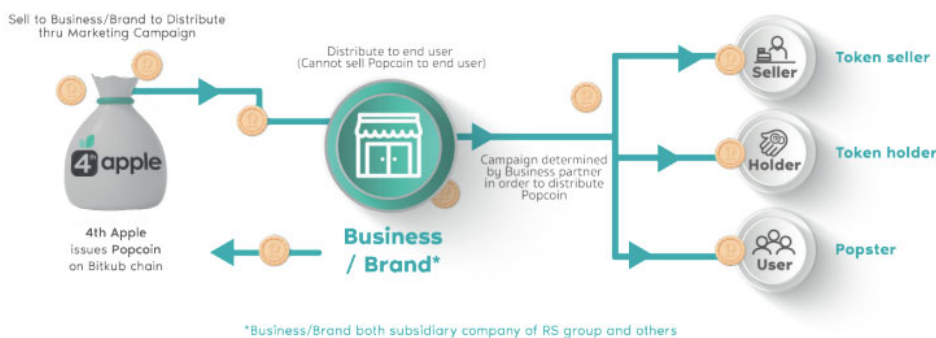 Sell to Business/Brand to Distribute
thru Marketing Campaign
4th apple
4th Apple
issues Popcoin
on Bitkub chain
Distribute to end user
(Cannot sell Popcoin to end user)
Business
/ Brand*
Campaign determined
by Business partner
in order to distribute
Popcoin
Seller
Token seller
Holder
Token holder
User
Popster
*Business/Brand both subsidiary company of RS group and others